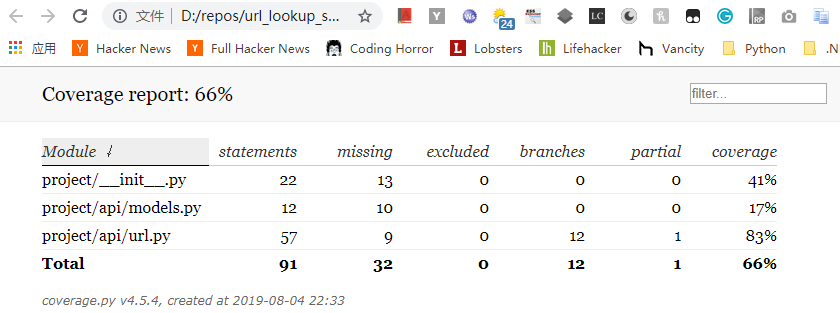 文件 D:/repos/url_lookup_s...
24
LC
RP
应用 Hacker News Full Hacker News Coding Horror Lobsters Lifehacker Vancity Python .N
Coverage report: 66%
filter...
Module ↓ statements missing excluded branches partial coverage
project/__init__.py 22 13 0 0 0 41%
project/api/models.py 12 10 0 0 0 17%
project/api/url.py 57 9 0 12 1 83%
Total 91 32 0 12 1 66%
coverage.py v4.5.4, created at 2019-08-04 22:33